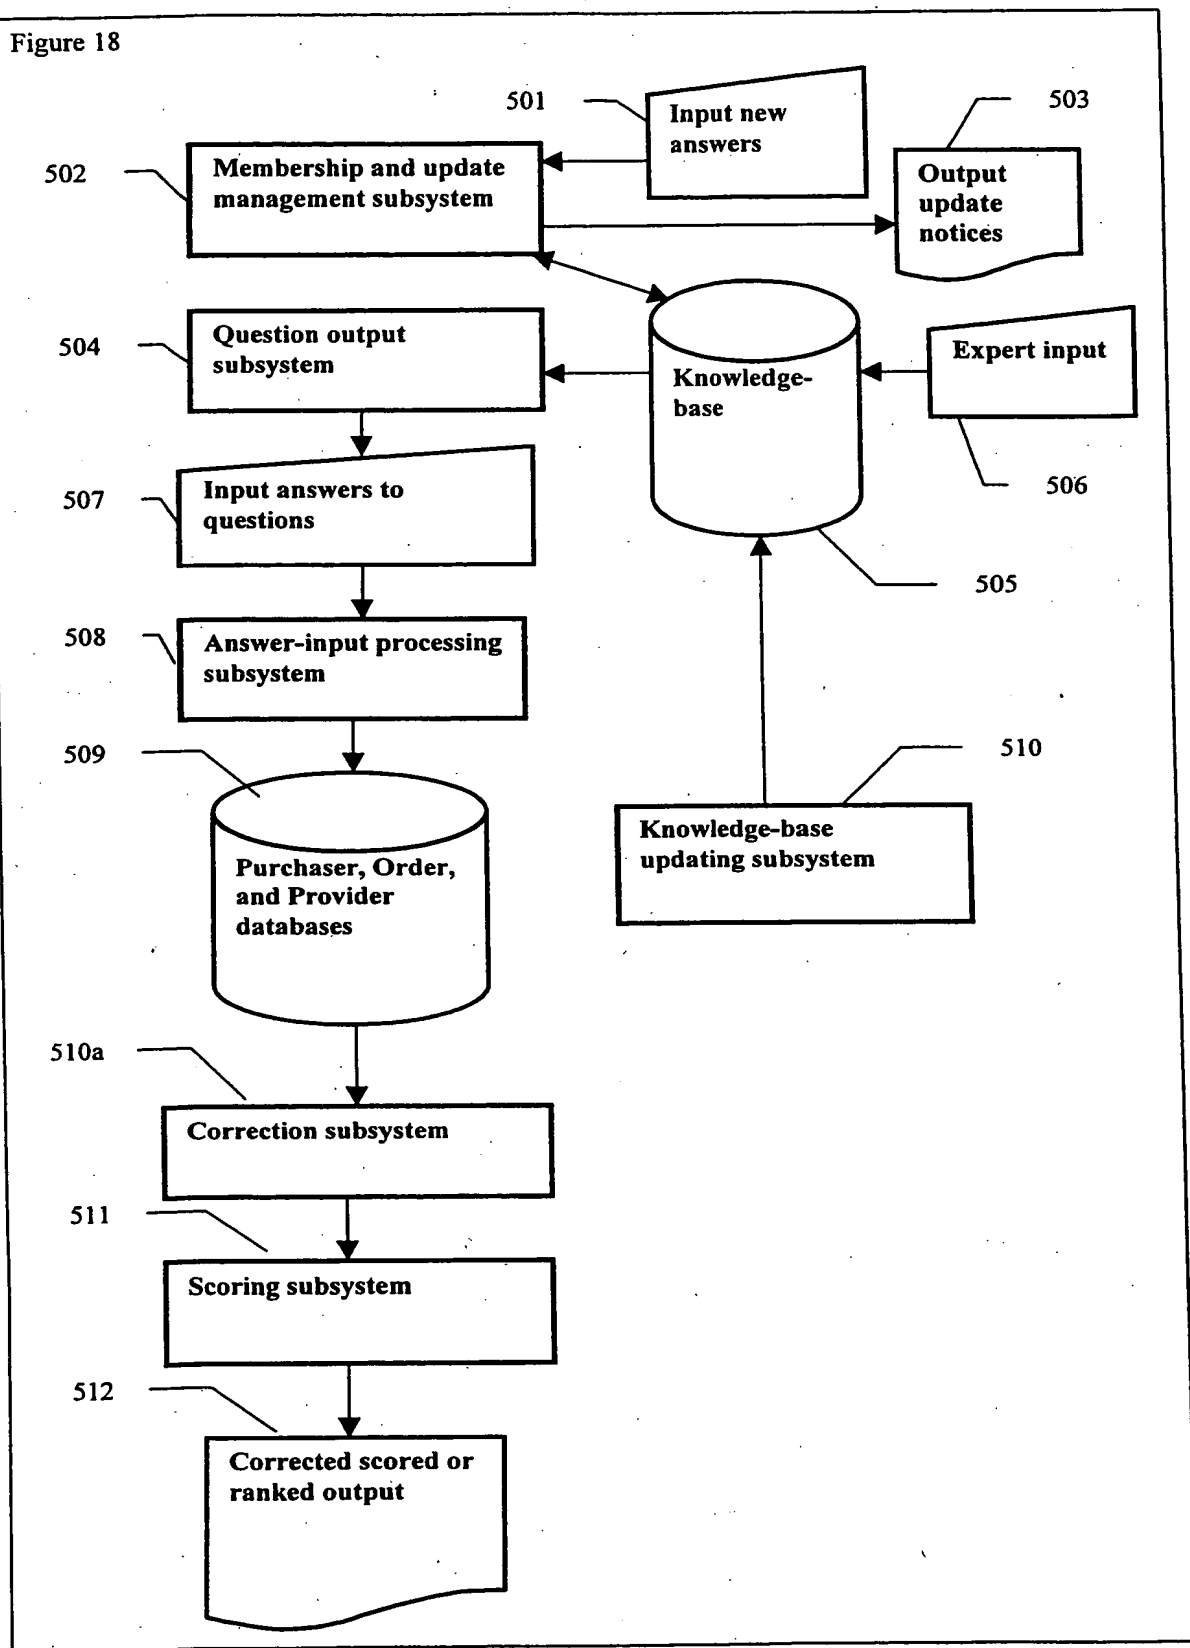 Figure 18
501
Input new
answers
503
Output
update
notices
502
Membership and update
management subsystem
504
Question output
subsystem
Knowledge-
base
Expert input
506
507
Input answers to
questions
505
508
Answer-input processing
subsystem
509
Purchaser, Order,
and Provider
databases
510
Knowledge-base
updating subsystem
510a
Correction subsystem
511
Scoring subsystem
512
Corrected scored or
ranked output